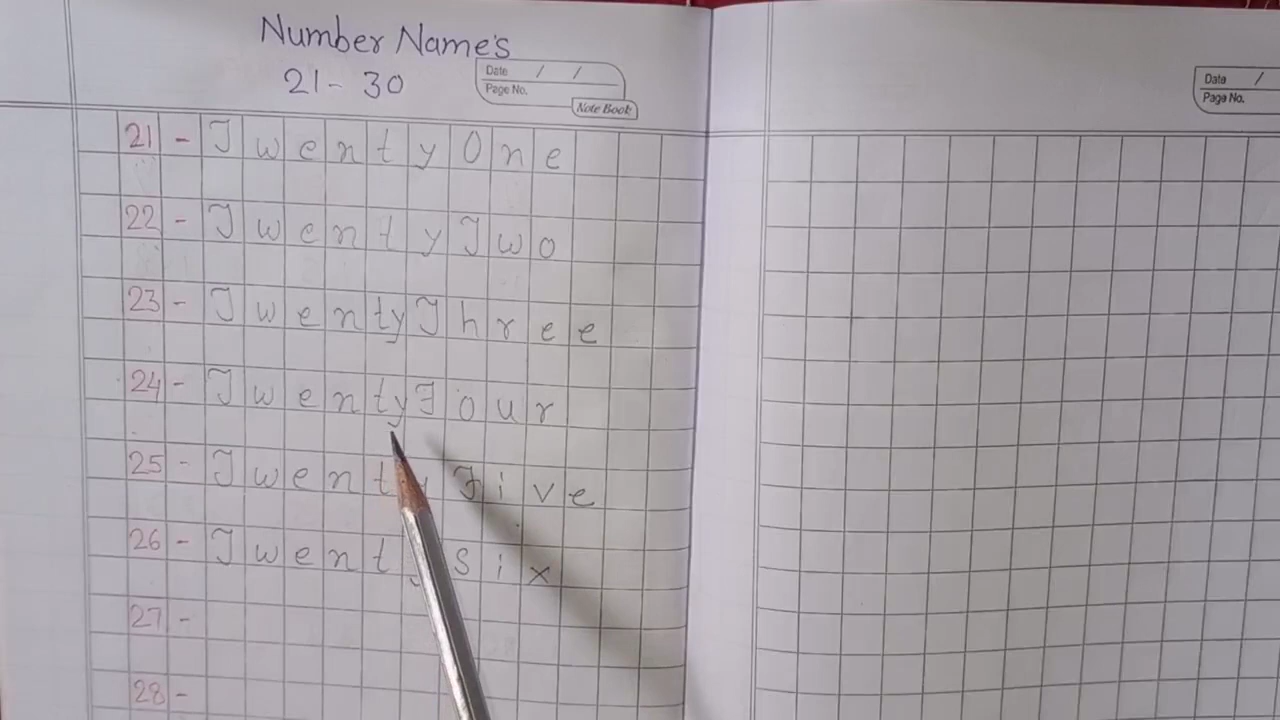 Number Name's
21 - 30
Date / /
Page No.
Note Book
Date /
Page No.
21 - Twenty One
22 - Twenty Two
23 - Twenty Three
24 - Twenty Four
25 - Twenty Five
26 - Twenty Six
27 -
28 -